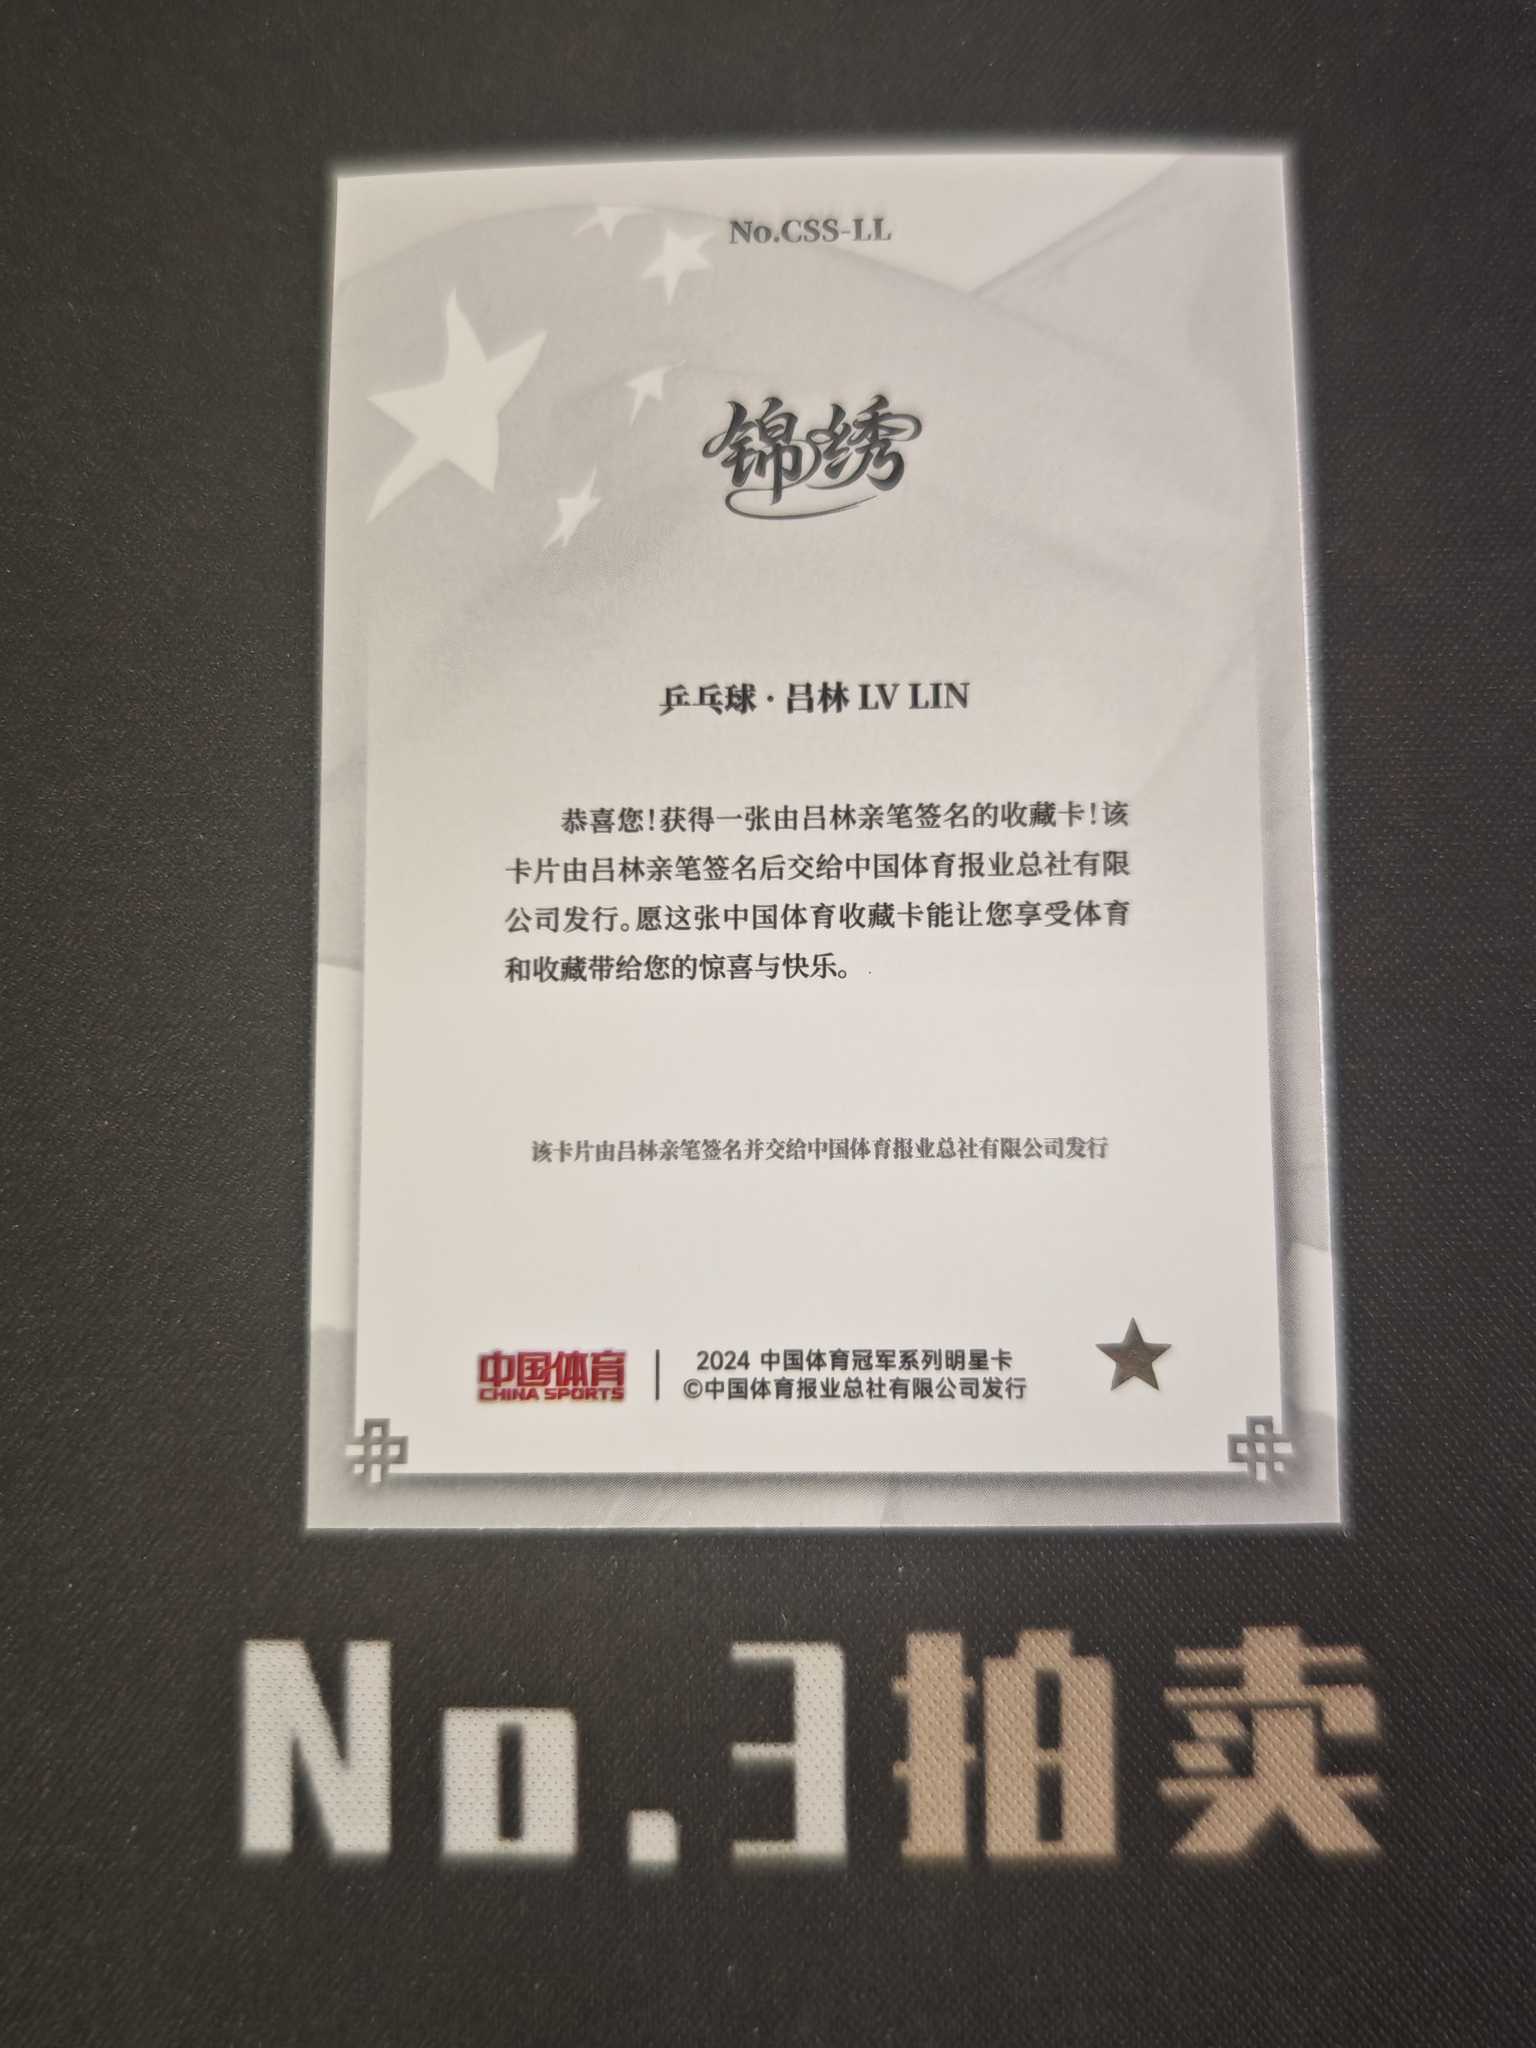 No.CSS-LL
锦绣
乒乓球·吕林 LV LIN
恭喜您！获得一张由吕林亲笔签名的收藏卡！该
卡片由吕林亲笔签名后交给中国体育报业总社有限
公司发行。愿这张中国体育收藏卡能让您享受体育
和收藏带给您的惊喜与快乐。
该卡片由吕林亲笔签名并交给中国体育报业总社有限公司发行
中国体育
CHINA SPORTS
2024 中国体育冠军系列明星卡
©中国体育报业总社有限公司发行
No.3拍卖